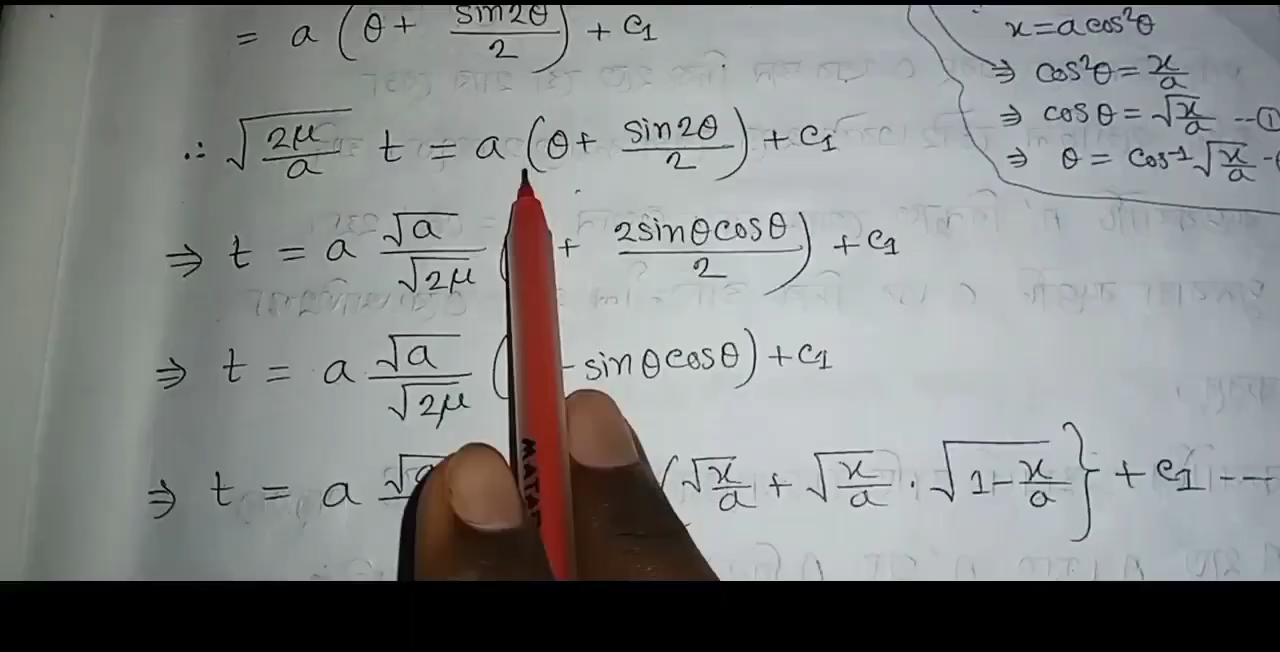 = a (θ + sin2θ/2) + c1
x = a cos²θ
⇒ cos²θ = x/a
⇒ cosθ = √x/a --①
⇒ θ = cos⁻¹ √x/a -
∴ √2μ/a t = a (θ + sin2θ/2) + c1
⇒ t = a √a/√2μ ( + 2sinθcosθ/2) + c1
⇒ t = a √a/√2μ ( sinθcosθ) + c1
⇒ t = a √a ( √x/a + √x/a · √1-x/a } + c1 ---
MATA